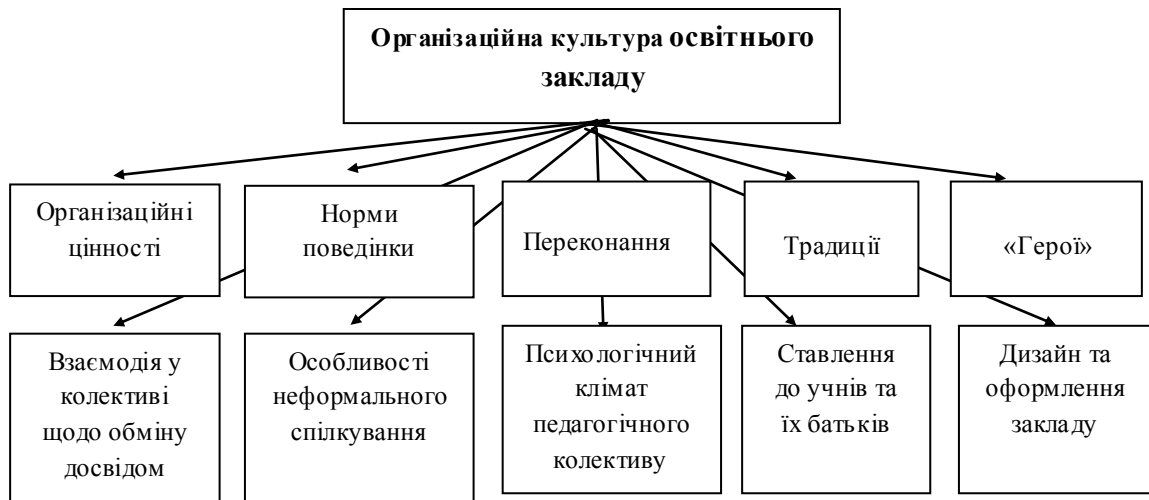 Організаційна культура освітнього
закладу
Організаційні
цінності
Норми
поведінки
Переконання
Традиції
«Герої»
Взаємодія у
колективі
щодо обміну
досвідом
Особливості
неформального
спілкування
Психологічний
клімат
педагогічного
колективу
Ставлення
до учнів та
їх батьків
Дизайн та
оформлення
закладу